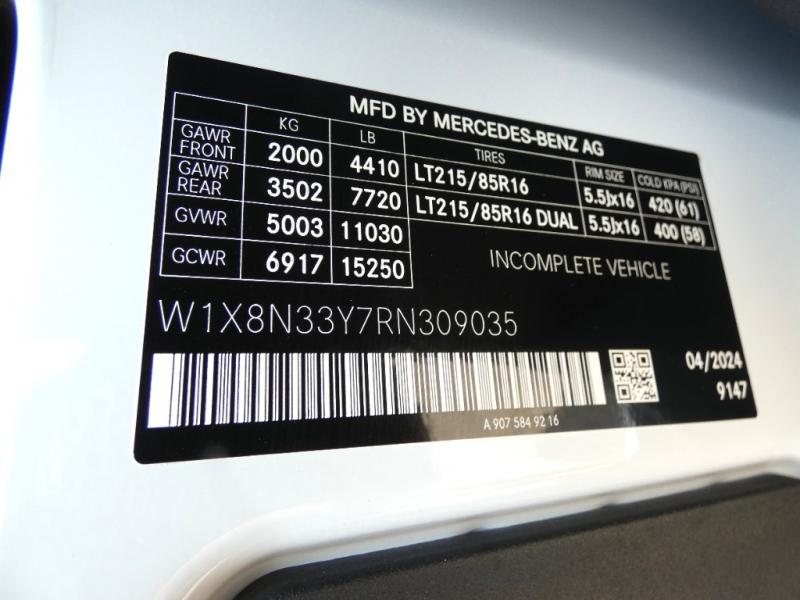 MFD BY MERCEDES-BENZ AG
KG LB TIRES RIM SIZE COLD KPA (PSI)
GAWR FRONT 2000 4410 LT215/85R16 5.5Jx16 420 (61)
GAWR REAR 3502 7720 LT215/85R16 DUAL 5.5Jx16 400 (58)
GVWR 5003 11030
GCWR 6917 15250
INCOMPLETE VEHICLE
W1X8N33Y7RN309035
04/2024
9147
A 907 584 92 16